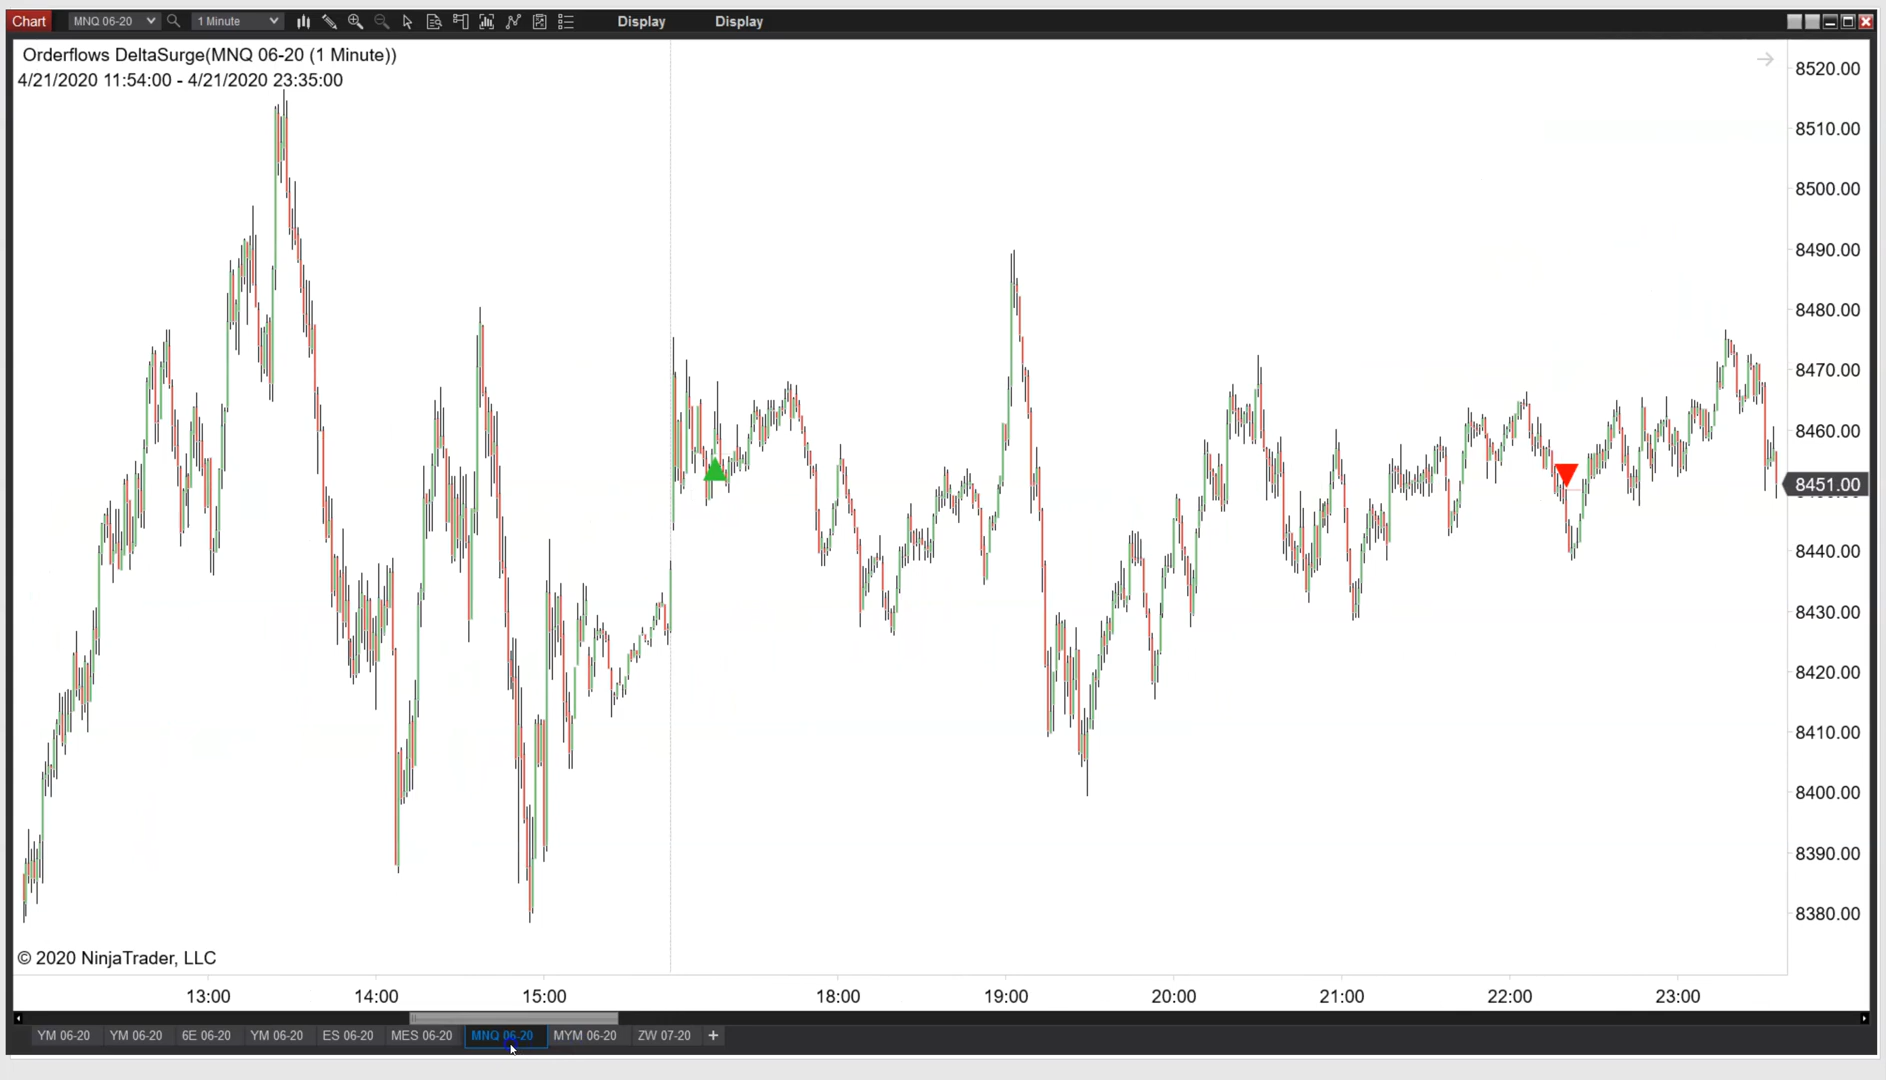 Chart MNQ 06-20 1 Minute Display Display
Orderflows DeltaSurge(MNQ 06-20 (1 Minute))
4/21/2020 11:54:00 - 4/21/2020 23:35:00
8520.00
8510.00
8500.00
8490.00
8480.00
8470.00
8460.00
8451.00
8440.00
8430.00
8420.00
8410.00
8400.00
8390.00
8380.00
© 2020 NinjaTrader, LLC
13:00 14:00 15:00 18:00 19:00 20:00 21:00 22:00 23:00
YM 06-20 YM 06-20 6E 06-20 YM 06-20 ES 06-20 MES 06-20 MNQ 06-20 MYM 06-20 ZW 07-20 +